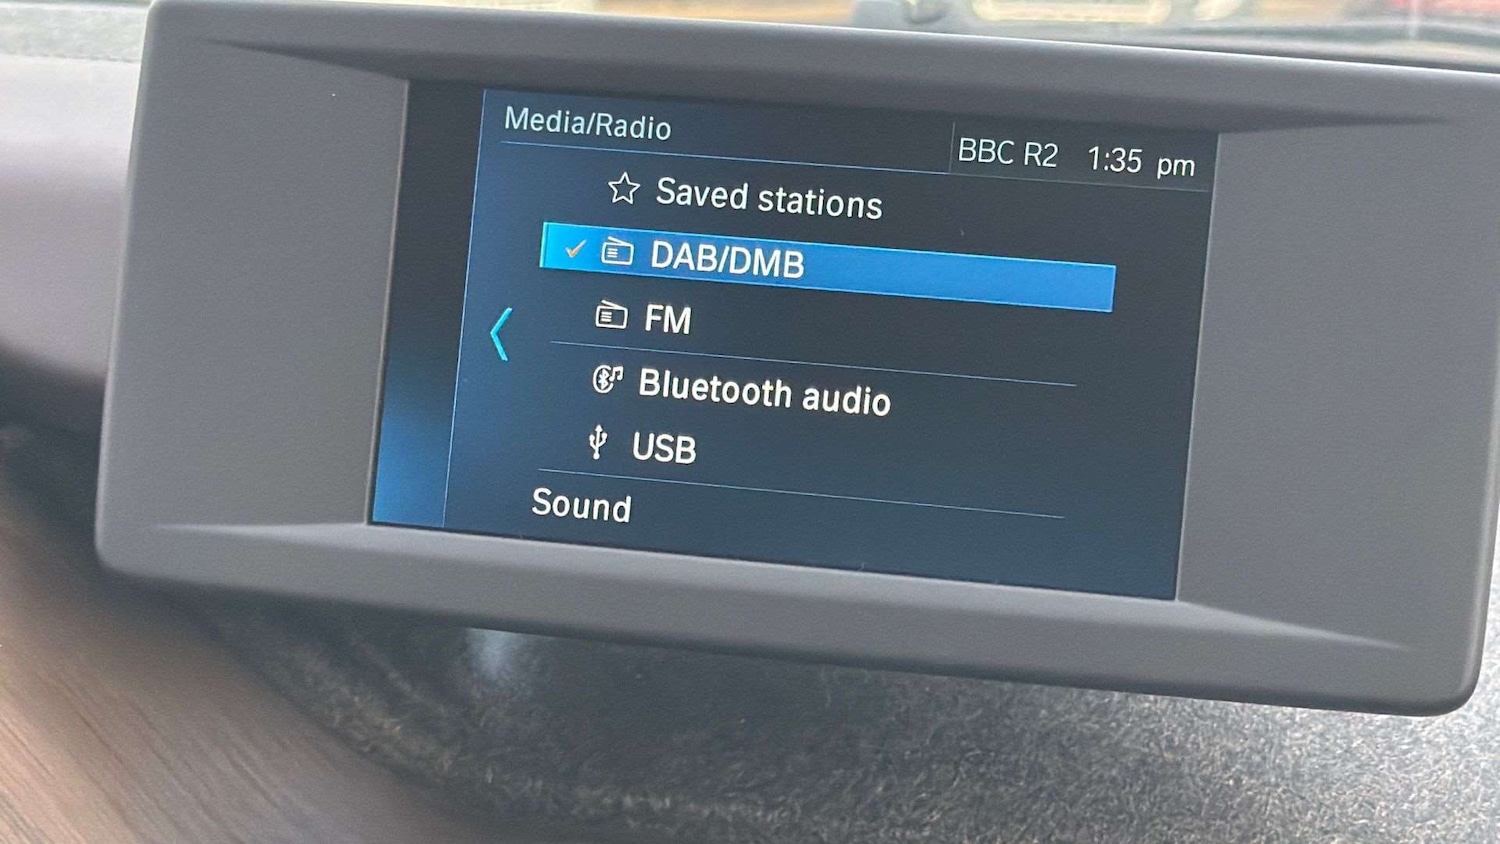 Media/Radio
BBC R2 1:35 pm
Saved stations
DAB/DMB
FM
Bluetooth audio
USB
Sound